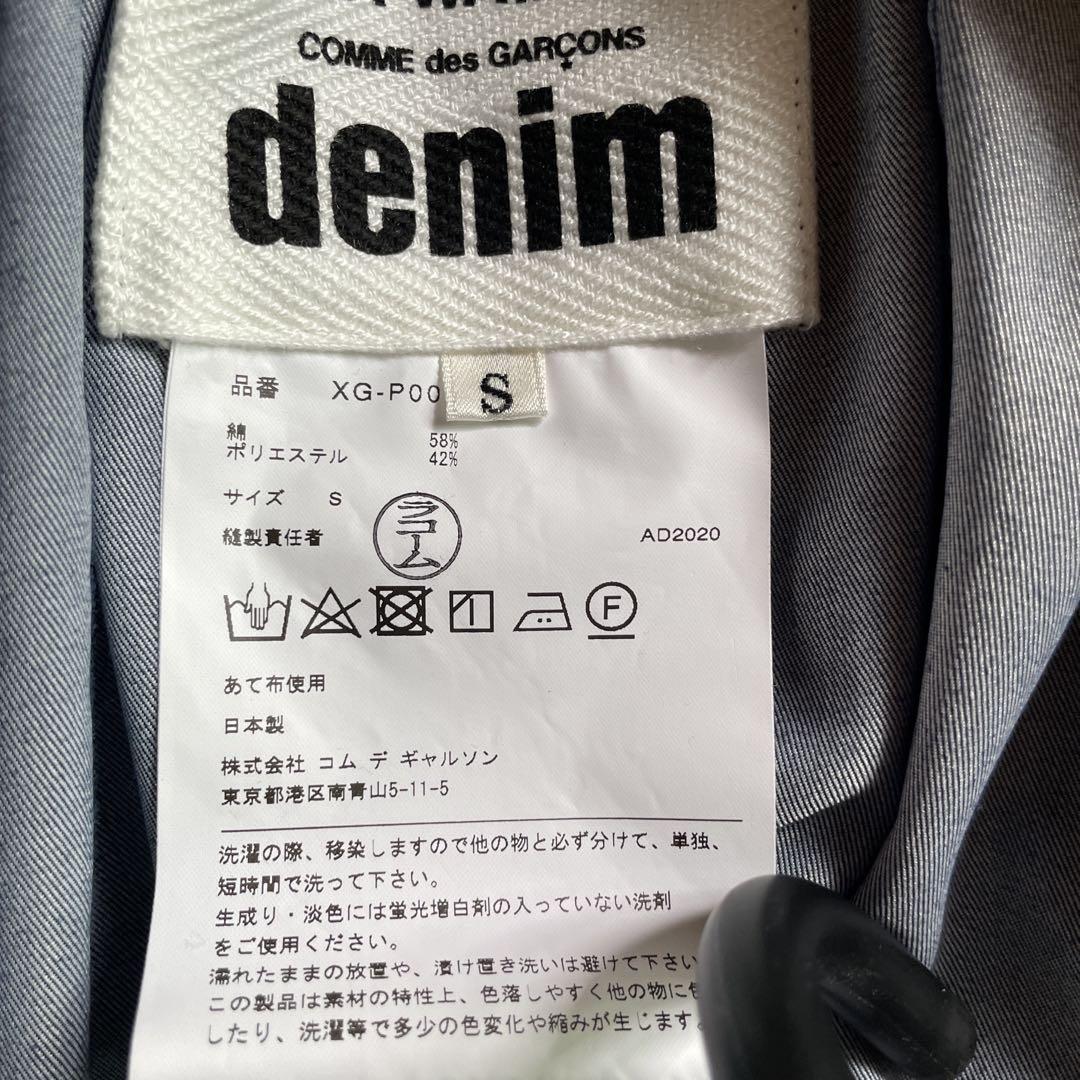 COMME des GARÇONS
denim
S
品番 XG-P00
綿 58%
ポリエステル 42%
サイズ S
ラコーム
縫製責任者 AD2020
F
あて布使用
日本製
株式会社 コム デ ギャルソン
東京都港区南青山5-11-5
洗濯の際、移染しますので他の物と必ず分けて、単独、
短時間で洗って下さい。
生成り・淡色には蛍光増白剤の入っていない洗剤
をご使用ください。
濡れたままの放置や、漬け置き洗いは避けて下さい
この製品は素材の特性上、色落しやすく他の物に色
したり、洗濯等で多少の色変化や縮みが生じます。